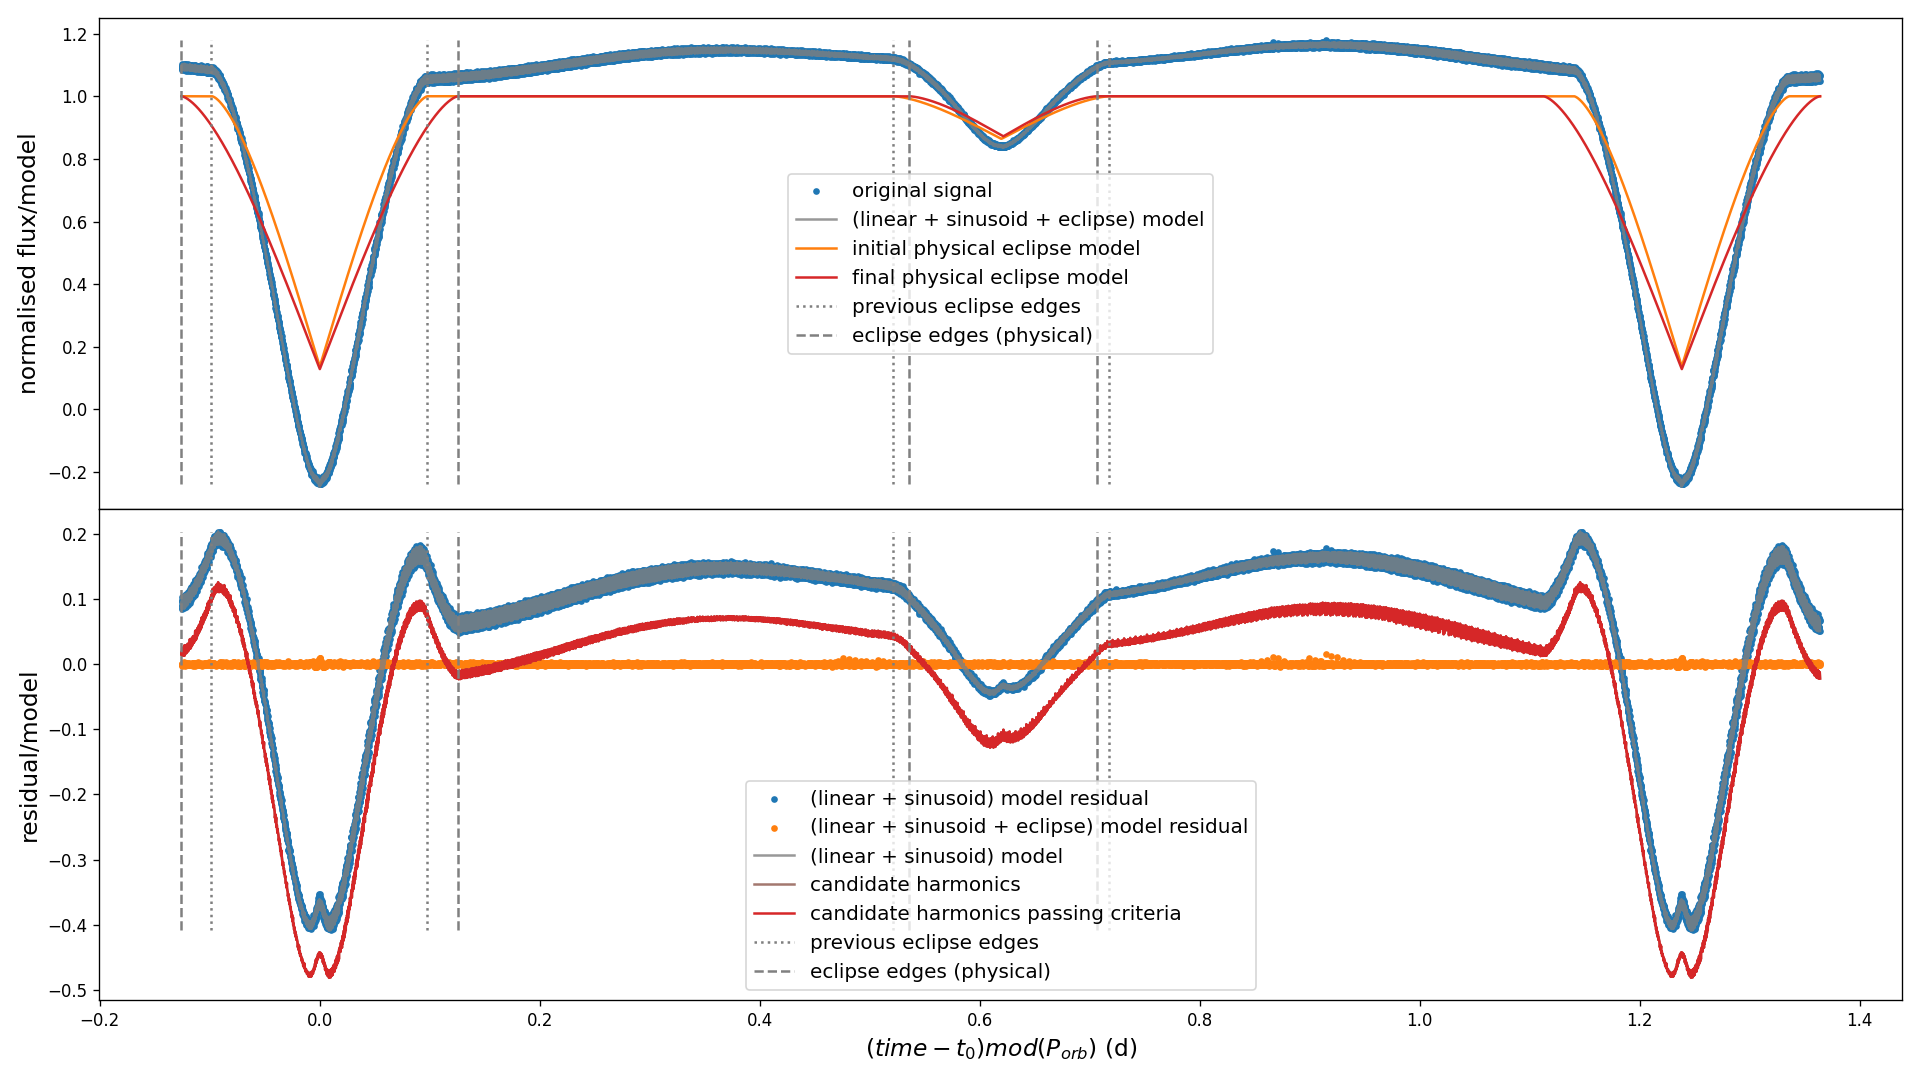 normalised flux/model
1.2
1.0
0.8
0.6
0.4
0.2
0.0
−0.2
original signal
(linear + sinusoid + eclipse) model
initial physical eclipse model
final physical eclipse model
previous eclipse edges
eclipse edges (physical)
residual/model
0.2
0.1
0.0
−0.1
−0.2
−0.3
−0.4
−0.5
(linear + sinusoid) model residual
(linear + sinusoid + eclipse) model residual
(linear + sinusoid) model
candidate harmonics
candidate harmonics passing criteria
previous eclipse edges
eclipse edges (physical)
−0.2 0.0 0.2 0.4 0.6 0.8 1.0 1.2 1.4
(time − t₀)mod(P_orb) (d)